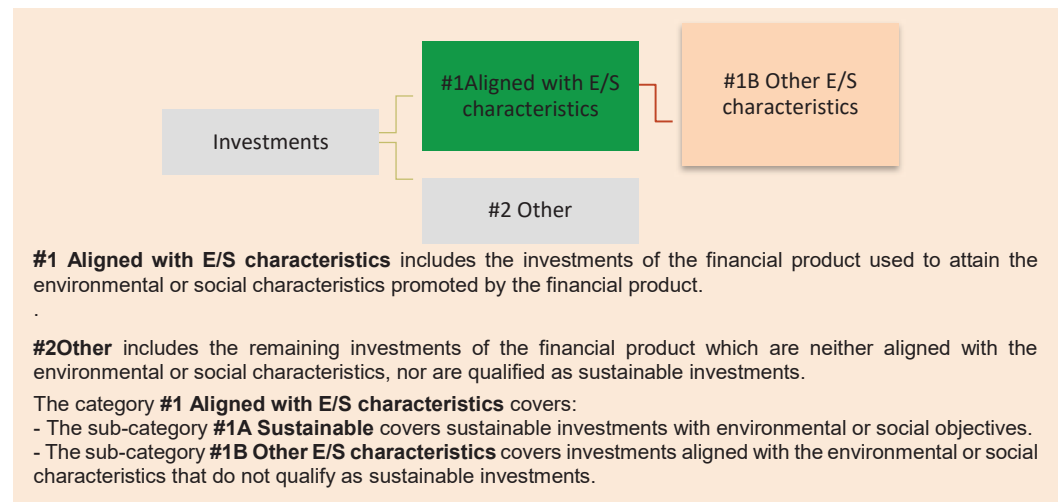 #1Aligned with E/S
characteristics
#1B Other E/S
characteristics
Investments
#2 Other
#1 Aligned with E/S characteristics includes the investments of the financial product used to attain the
environmental or social characteristics promoted by the financial product.
.
#2Other includes the remaining investments of the financial product which are neither aligned with the
environmental or social characteristics, nor are qualified as sustainable investments.
The category #1 Aligned with E/S characteristics covers:
- The sub-category #1A Sustainable covers sustainable investments with environmental or social objectives.
- The sub-category #1B Other E/S characteristics covers investments aligned with the environmental or social
characteristics that do not qualify as sustainable investments.